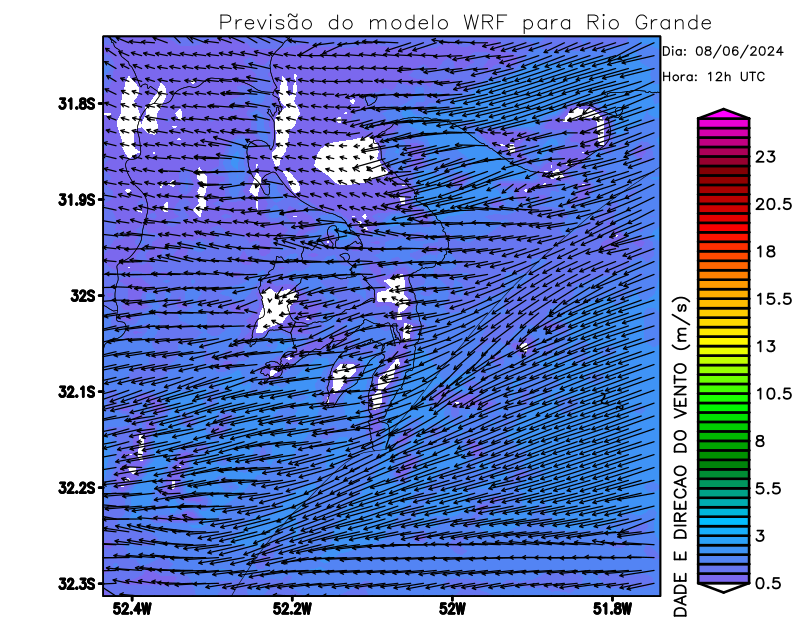 Previsão do modelo WRF para Rio Grande
Dia: 08/06/2024
Hora: 12h UTC
31.8S
31.9S
32S
32.1S
32.2S
32.3S
52.4W
52.2W
52W
51.8W
DADE E DIRECAO DO VENTO (m/s)
23
20.5
18
15.5
13
10.5
8
5.5
3
0.5